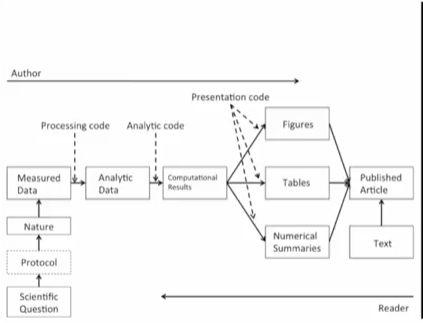 Author
Presentation code
Processing code
Analytic code
Figures
Measured
Data
Analytic
Data
Computational
Results
Tables
Published
Article
Nature
Numerical
Summaries
Text
Protocol
Scientific
Question
Reader